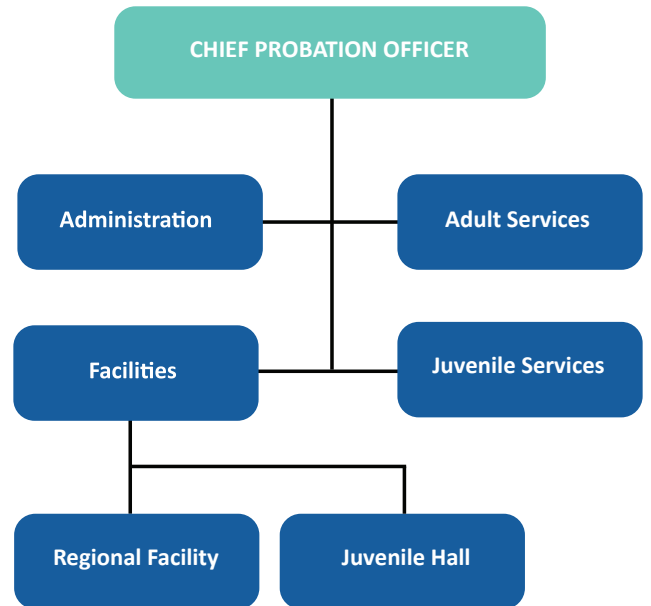 CHIEF PROBATION OFFICER
Administration
Adult Services
Facilities
Juvenile Services
Regional Facility
Juvenile Hall